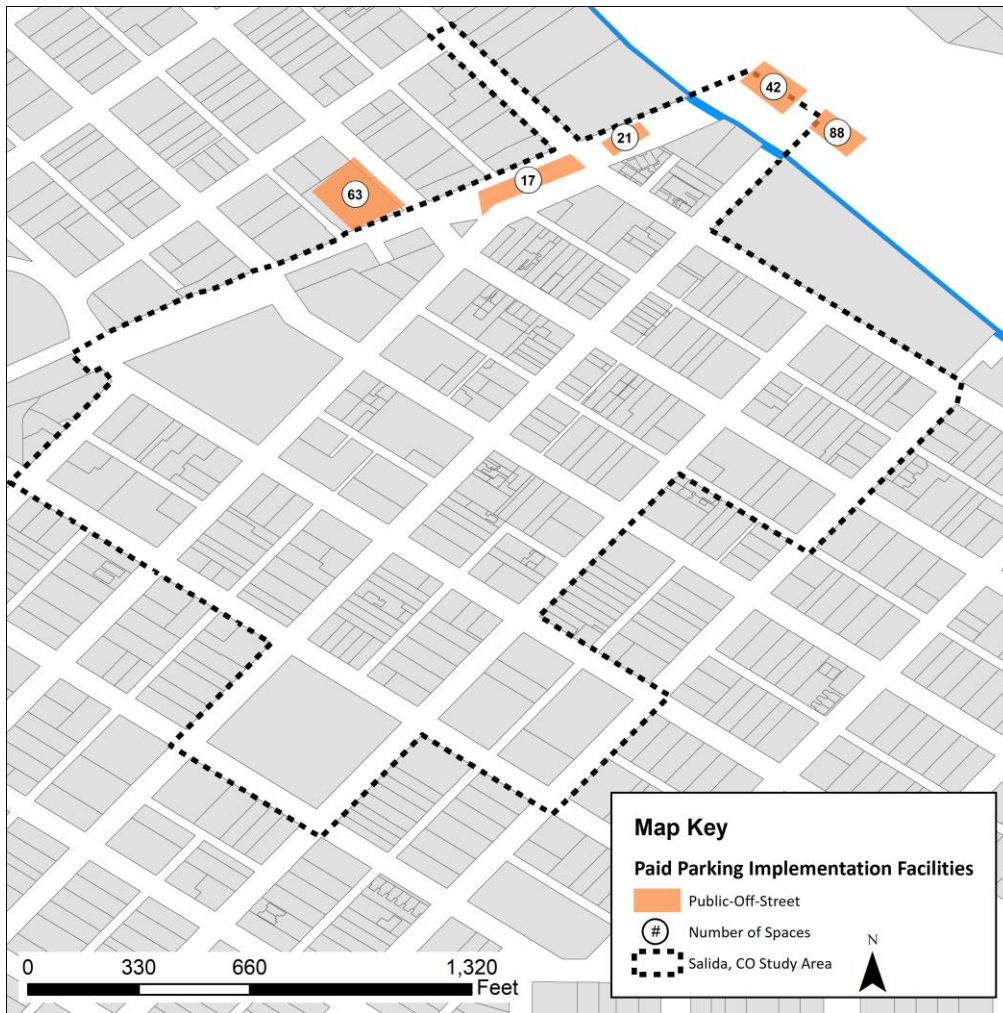 42
88
21
17
63
Map Key
Paid Parking Implementation Facilities
Public-Off-Street
# Number of Spaces
Salida, CO Study Area
N
0 330 660 1,320
Feet